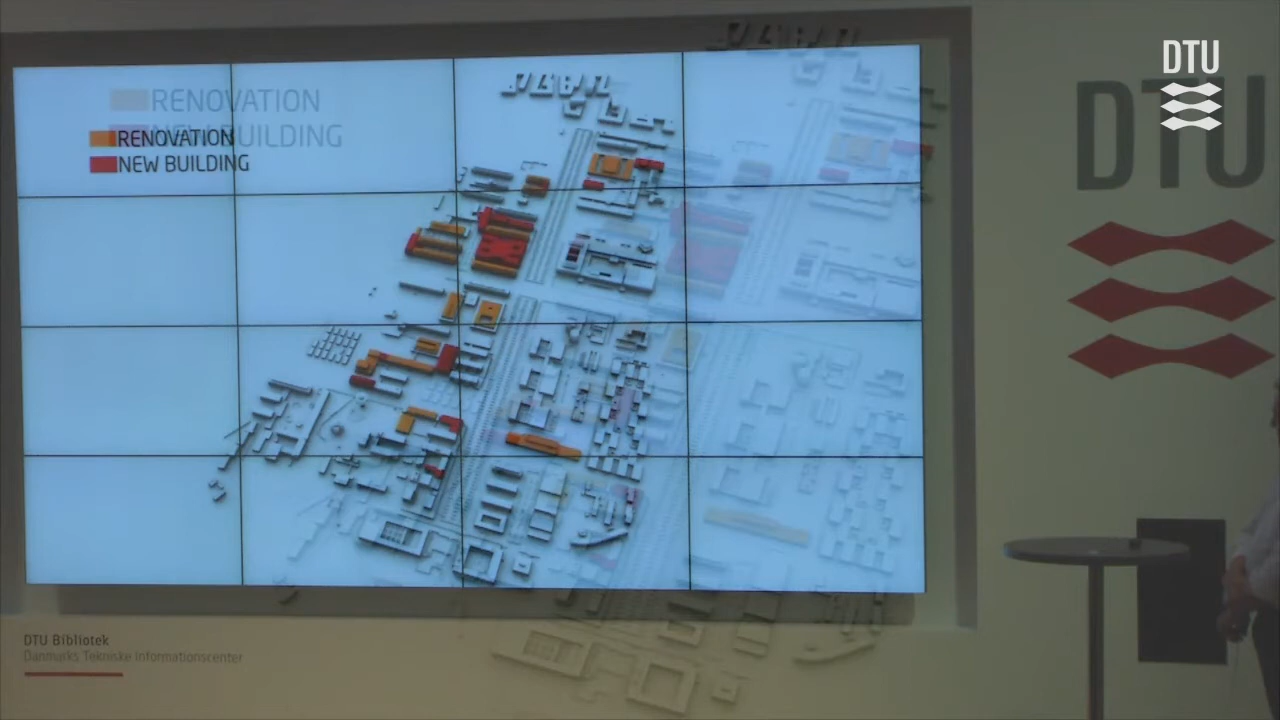 DTU
DTU
RENOVATION
NEW BUILDING
RENOVATION
NEW BUILDING
DTU Bibliotek
Danmarks Tekniske Informationscenter